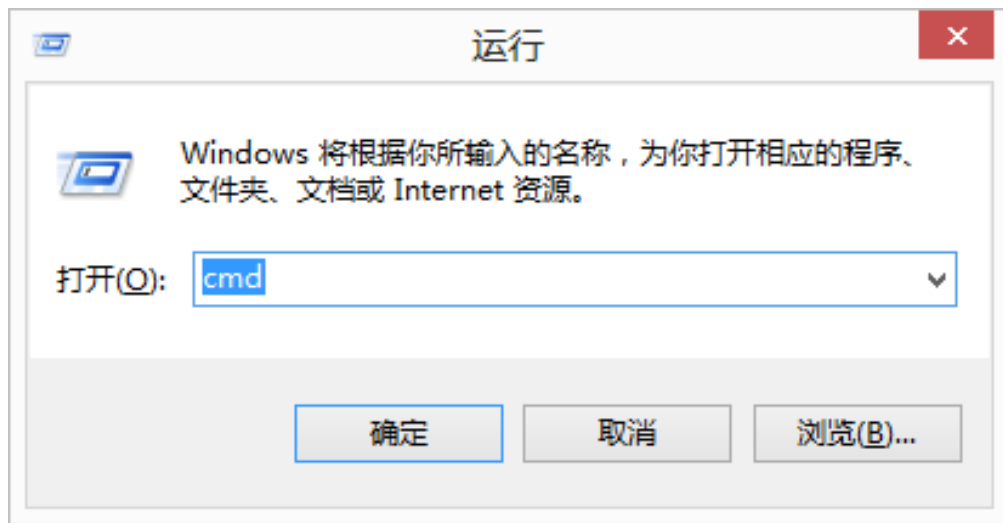 运行
Windows 将根据你所输入的名称，为你打开相应的程序、
文件夹、文档或 Internet 资源。
打开(O): cmd
确定 取消 浏览(B)...